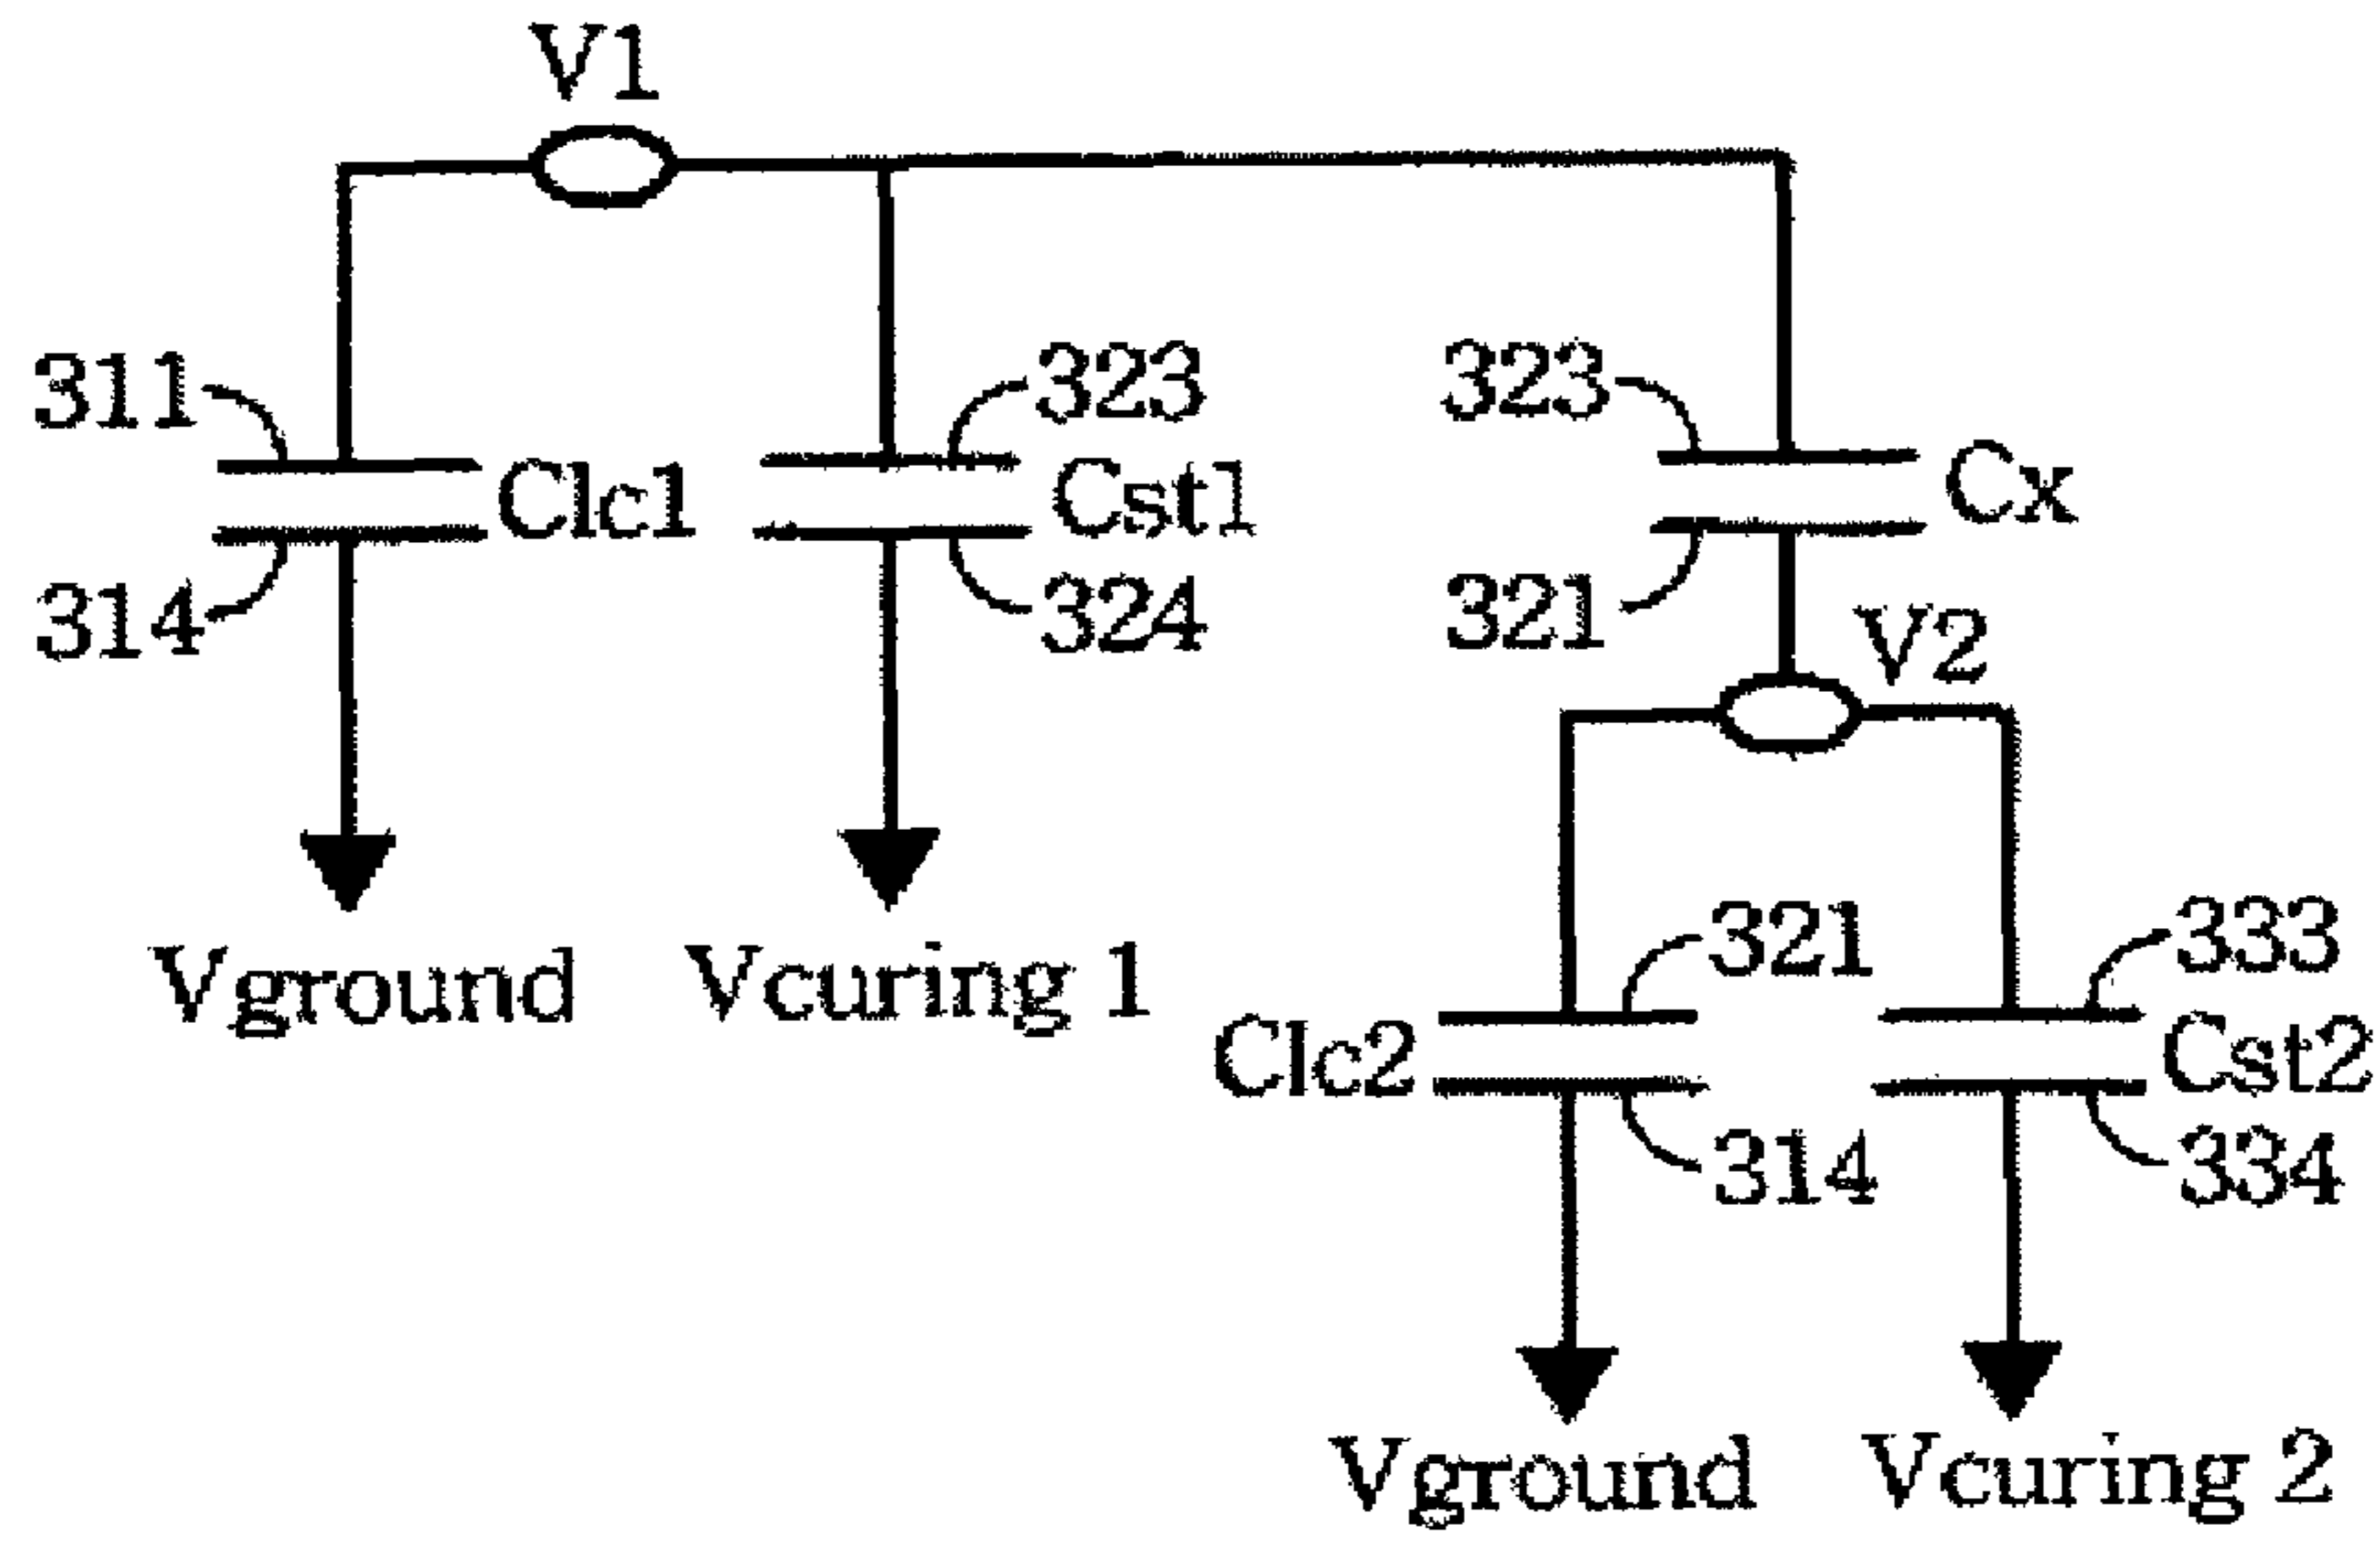 V1
311
Clc1
314
323
Cst1
324
323
Cx
321
V2
Vground
Vcuring 1
321
Clc2
314
333
Cst2
334
Vground
Vcuring 2